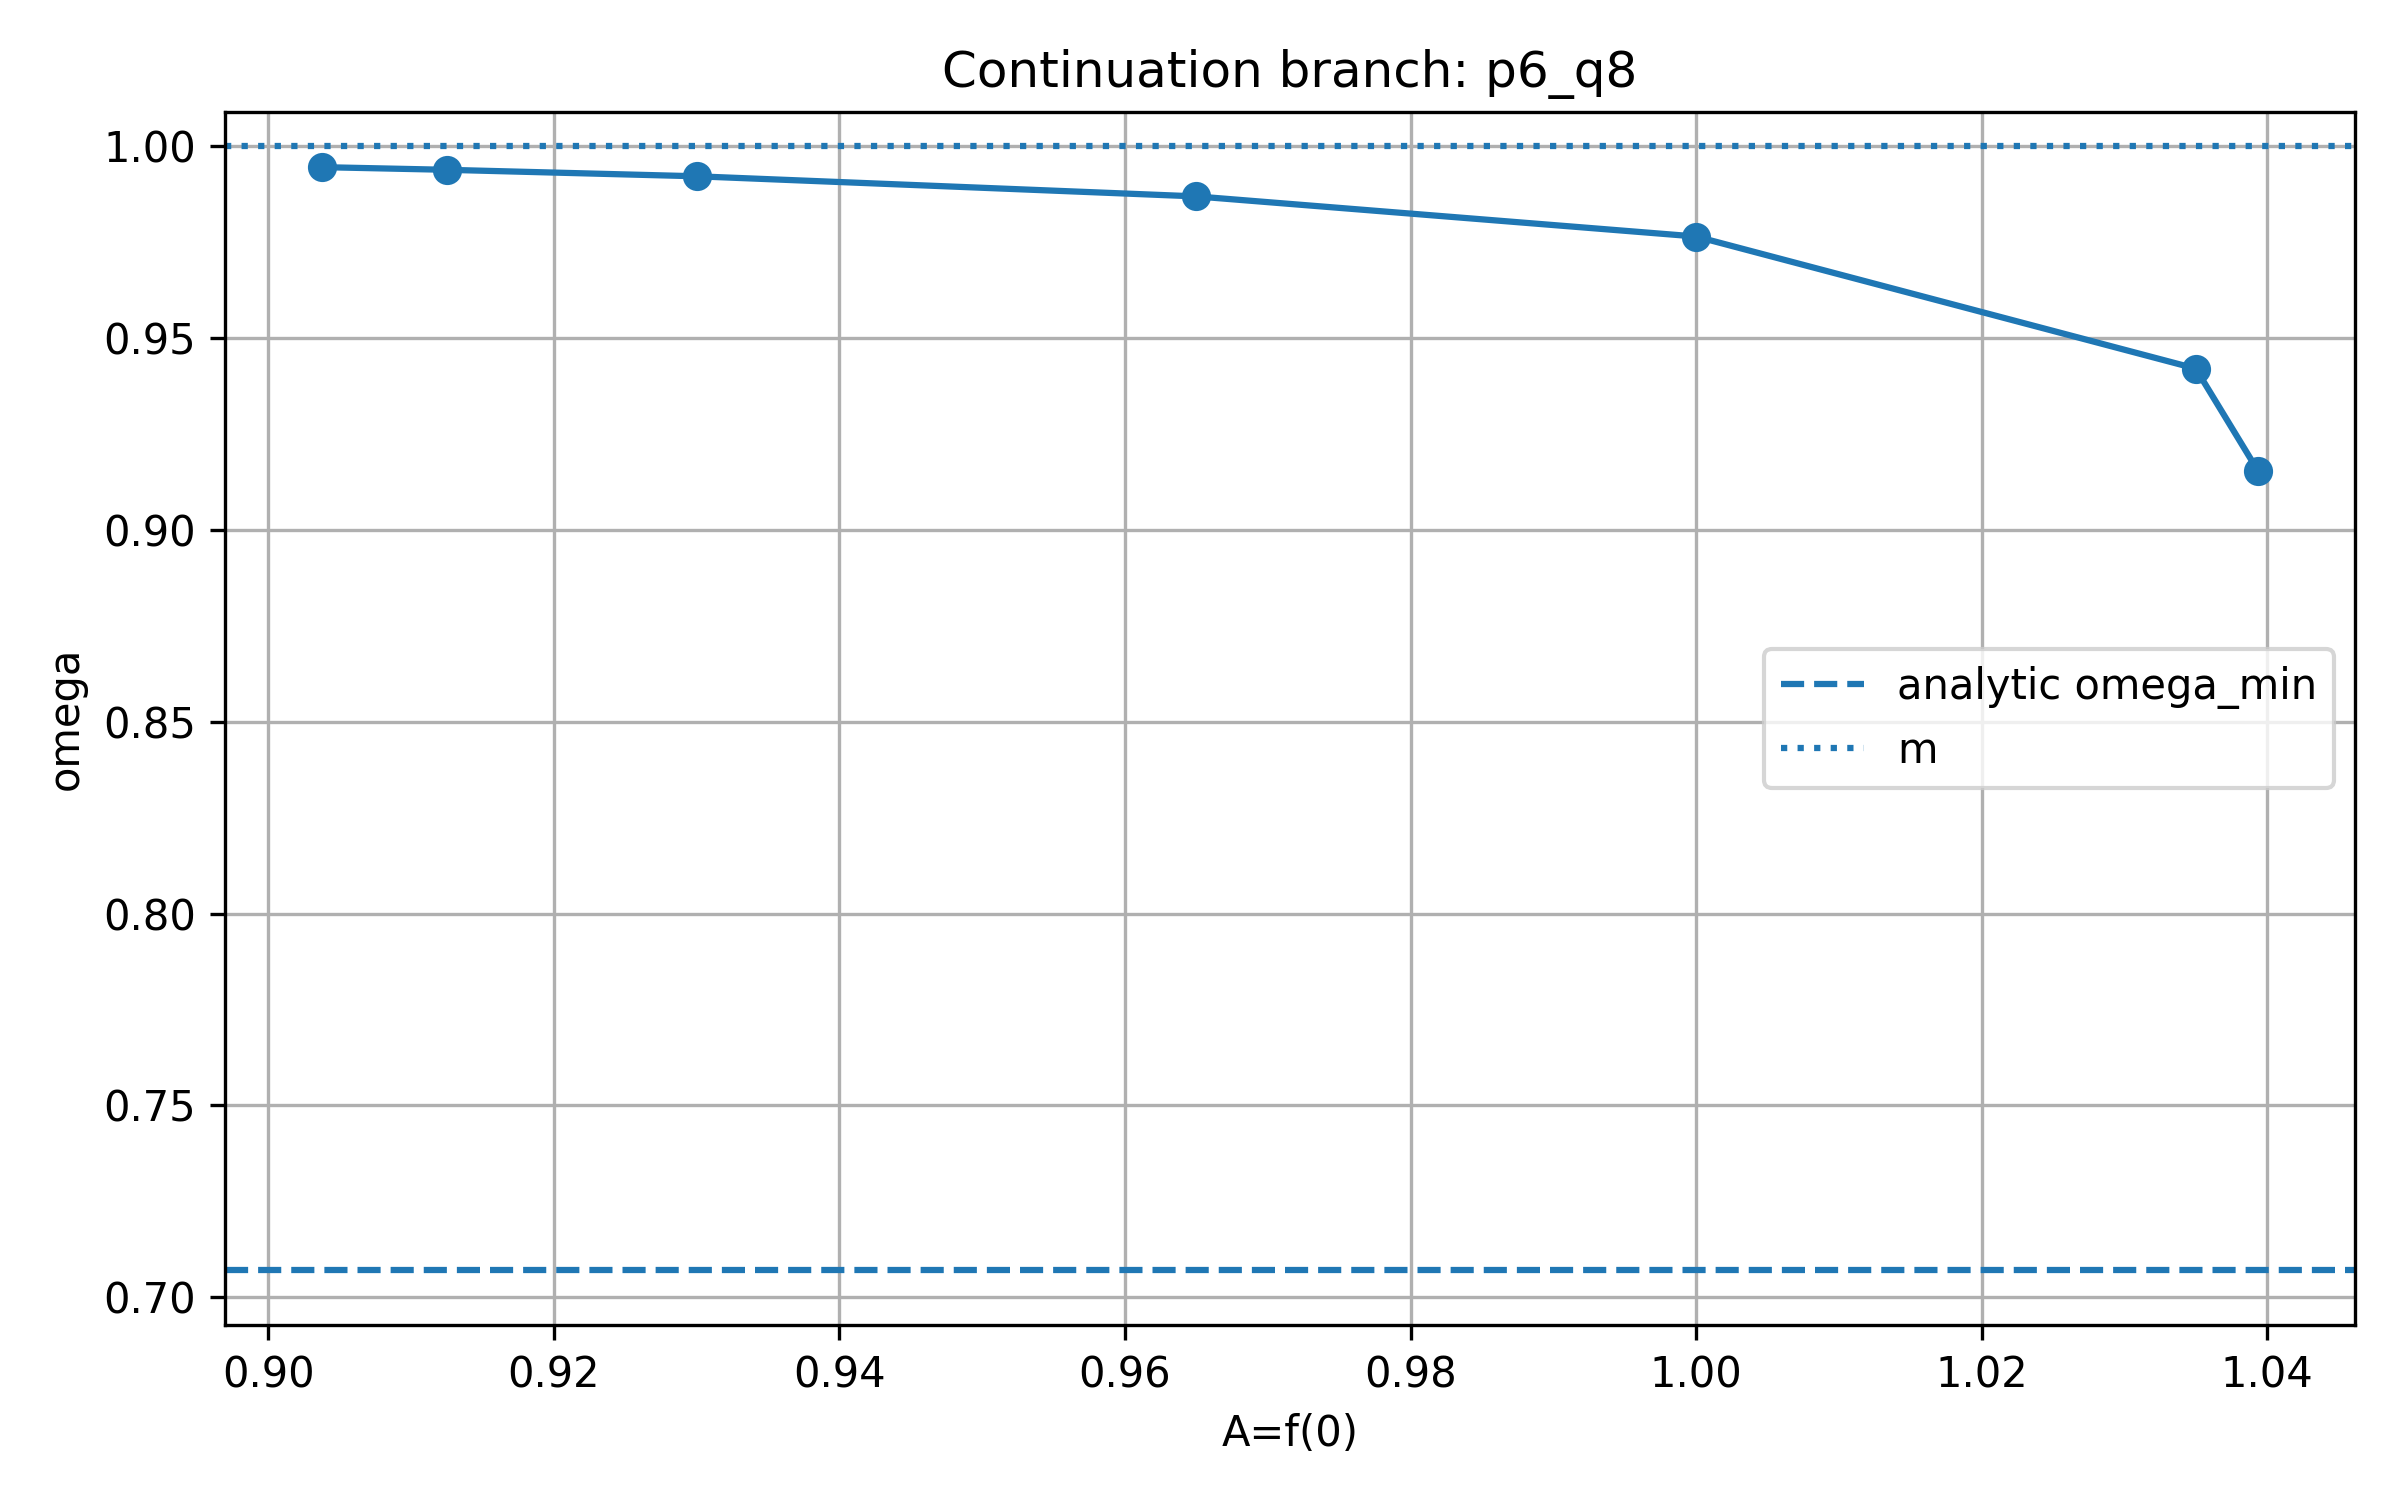 Continuation branch: p6_q8
1.00
0.95
0.90
0.85
0.80
0.75
0.70
omega
analytic omega_min
m
0.90 0.92 0.94 0.96 0.98 1.00 1.02 1.04
A=f(0)